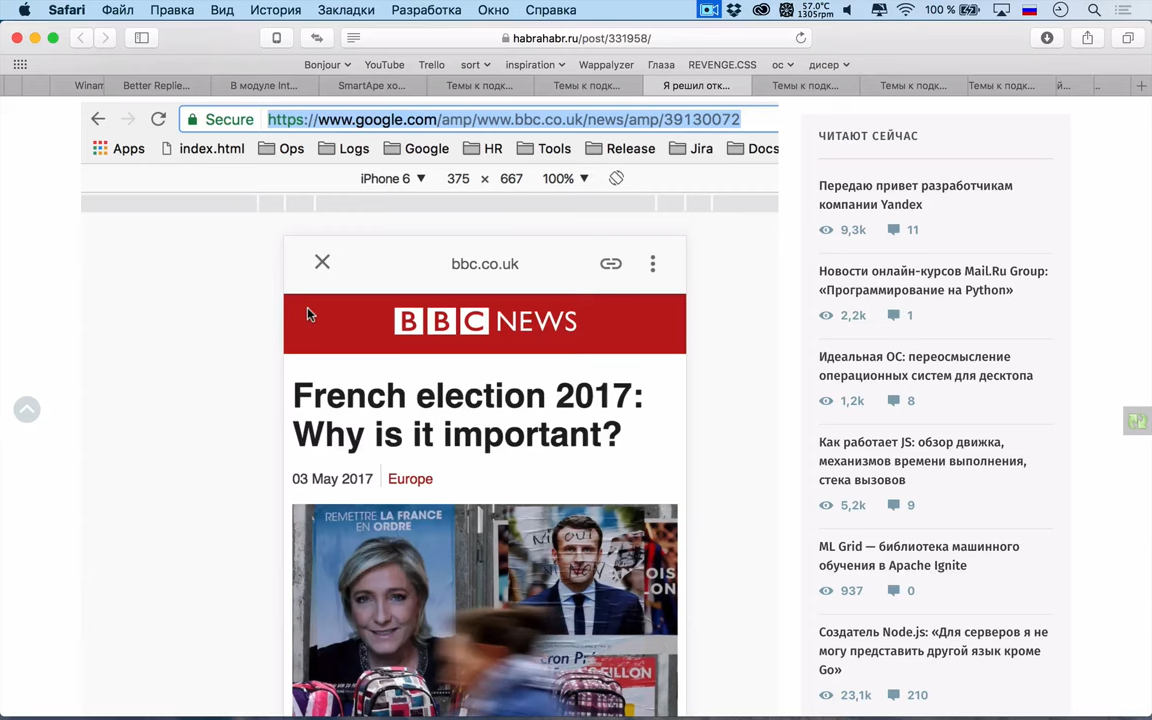 Safari Файл Правка Вид История Закладки Разработка Окно Справка 57.0°C 1305rpm 100 %
habrahabr.ru/post/331958/
Bonjour YouTube Trello sort inspiration Wappalyzer Глаза REVENGE.CSS ос дисер
Winam Better Replie... В модуле Int... SmartApe хо... Темы к подк... Темы к подк... Я решил отк... Темы к подк... Темы к подк... Темы к подк... й...
Secure https://www.google.com/amp/www.bbc.co.uk/news/amp/39130072
Apps index.html Ops Logs Google HR Tools Release Jira Docs
iPhone 6 375 × 667 100%
bbc.co.uk
BBC NEWS
French election 2017:
Why is it important?
03 May 2017 Europe
REMETTRE LA FRANCE
EN ORDRE
ЧИТАЮТ СЕЙЧАС
Передаю привет разработчикам
компании Yandex
9,3k 11
Новости онлайн-курсов Mail.Ru Group:
«Программирование на Python»
2,2k 1
Идеальная ОС: переосмысление
операционных систем для десктопа
1,2k 8
Как работает JS: обзор движка,
механизмов времени выполнения,
стека вызовов
5,2k 9
ML Grid — библиотека машинного
обучения в Apache Ignite
937 0
Создатель Node.js: «Для серверов я не
могу представить другой язык кроме
Go»
23,1k 210